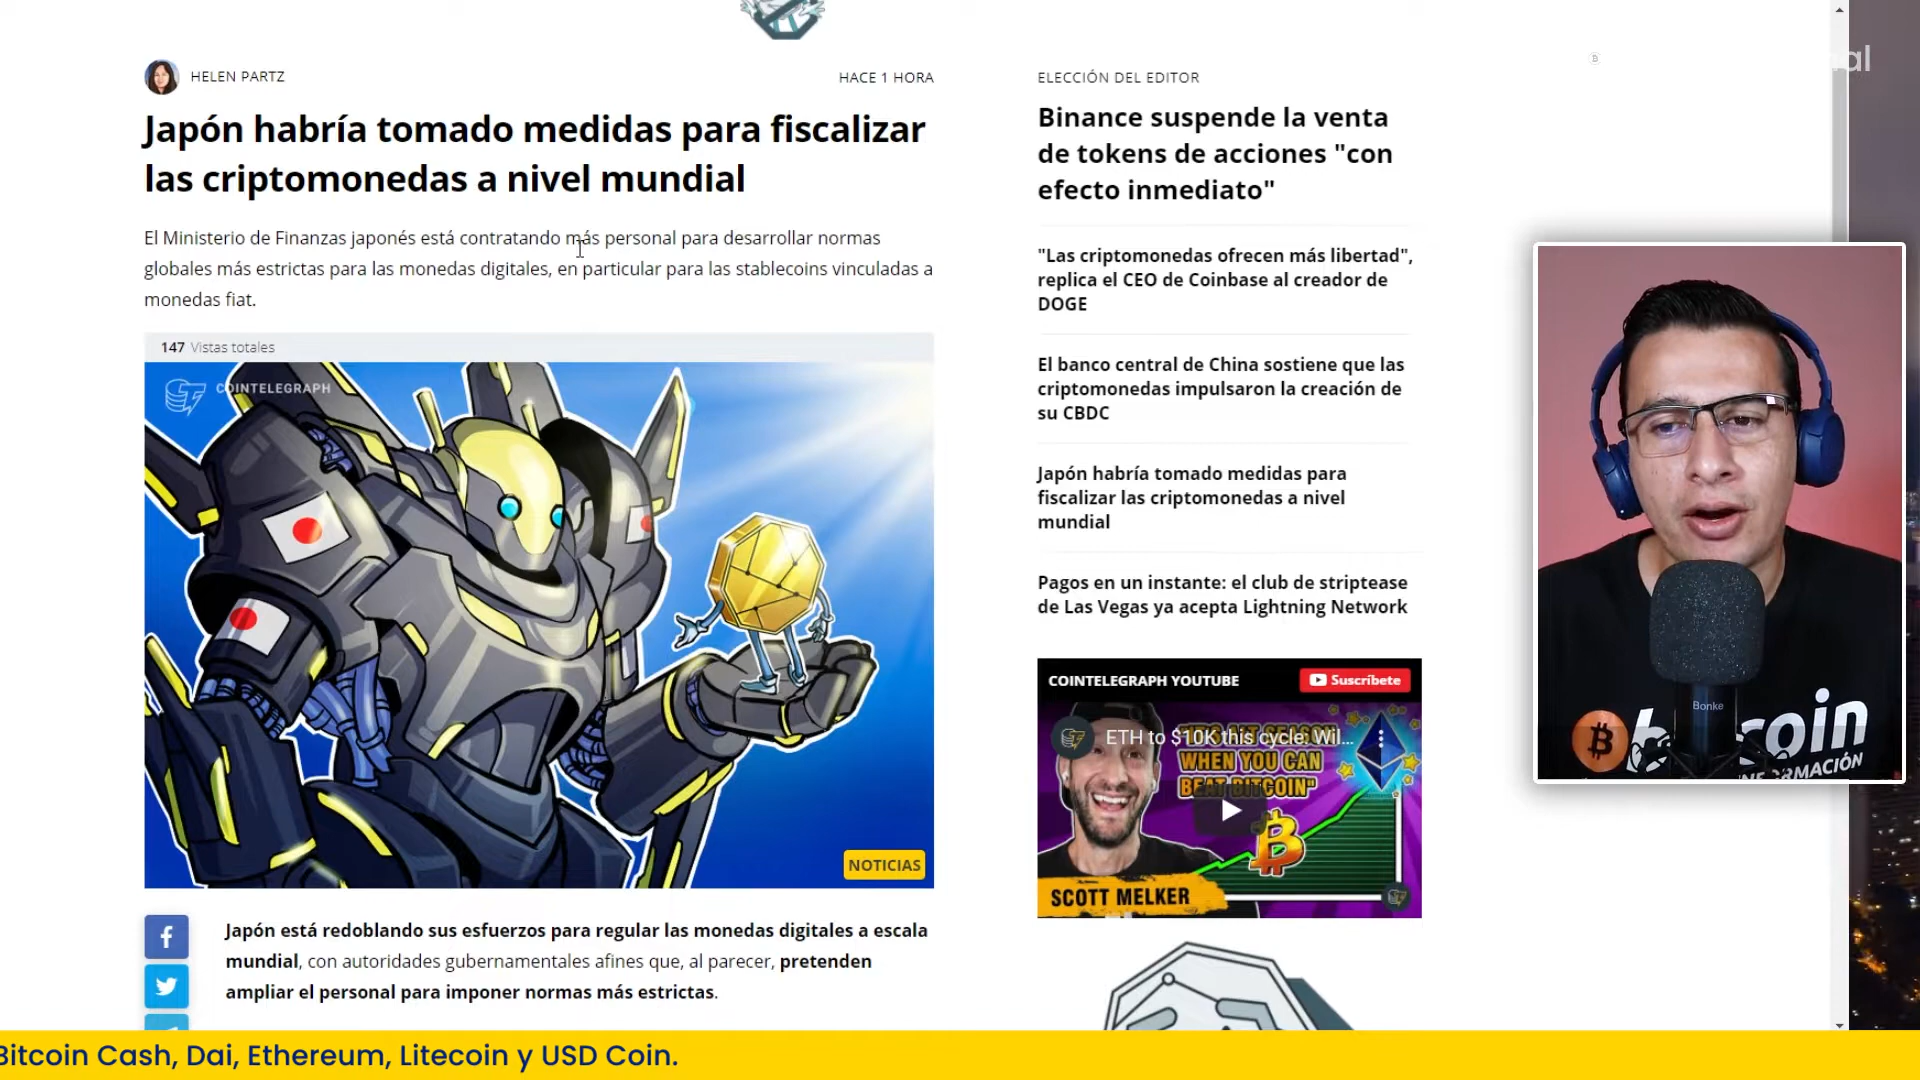 al
HELEN PARTZ
HACE 1 HORA
Japón habría tomado medidas para fiscalizar
las criptomonedas a nivel mundial
El Ministerio de Finanzas japonés está contratando más personal para desarrollar normas
globales más estrictas para las monedas digitales, en particular para las stablecoins vinculadas a
monedas fiat.
147 Vistas totales
COINTELEGRAPH
NOTICIAS
Japón está redoblando sus esfuerzos para regular las monedas digitales a escala
mundial, con autoridades gubernamentales afines que, al parecer, pretenden
ampliar el personal para imponer normas más estrictas.
ELECCIÓN DEL EDITOR
Binance suspende la venta
de tokens de acciones "con
efecto inmediato"
"Las criptomonedas ofrecen más libertad",
replica el CEO de Coinbase al creador de
DOGE
El banco central de China sostiene que las
criptomonedas impulsaron la creación de
su CBDC
Japón habría tomado medidas para
fiscalizar las criptomonedas a nivel
mundial
Pagos en un instante: el club de striptease
de Las Vegas ya acepta Lightning Network
COINTELEGRAPH YOUTUBE
Suscríbete
ETH to $10K this cycle: Wil...
WHEN YOU CAN
BEAT BITCOIN"
SCOTT MELKER
Bonke
coin
Bitcoin Cash, Dai, Ethereum, Litecoin y USD Coin.